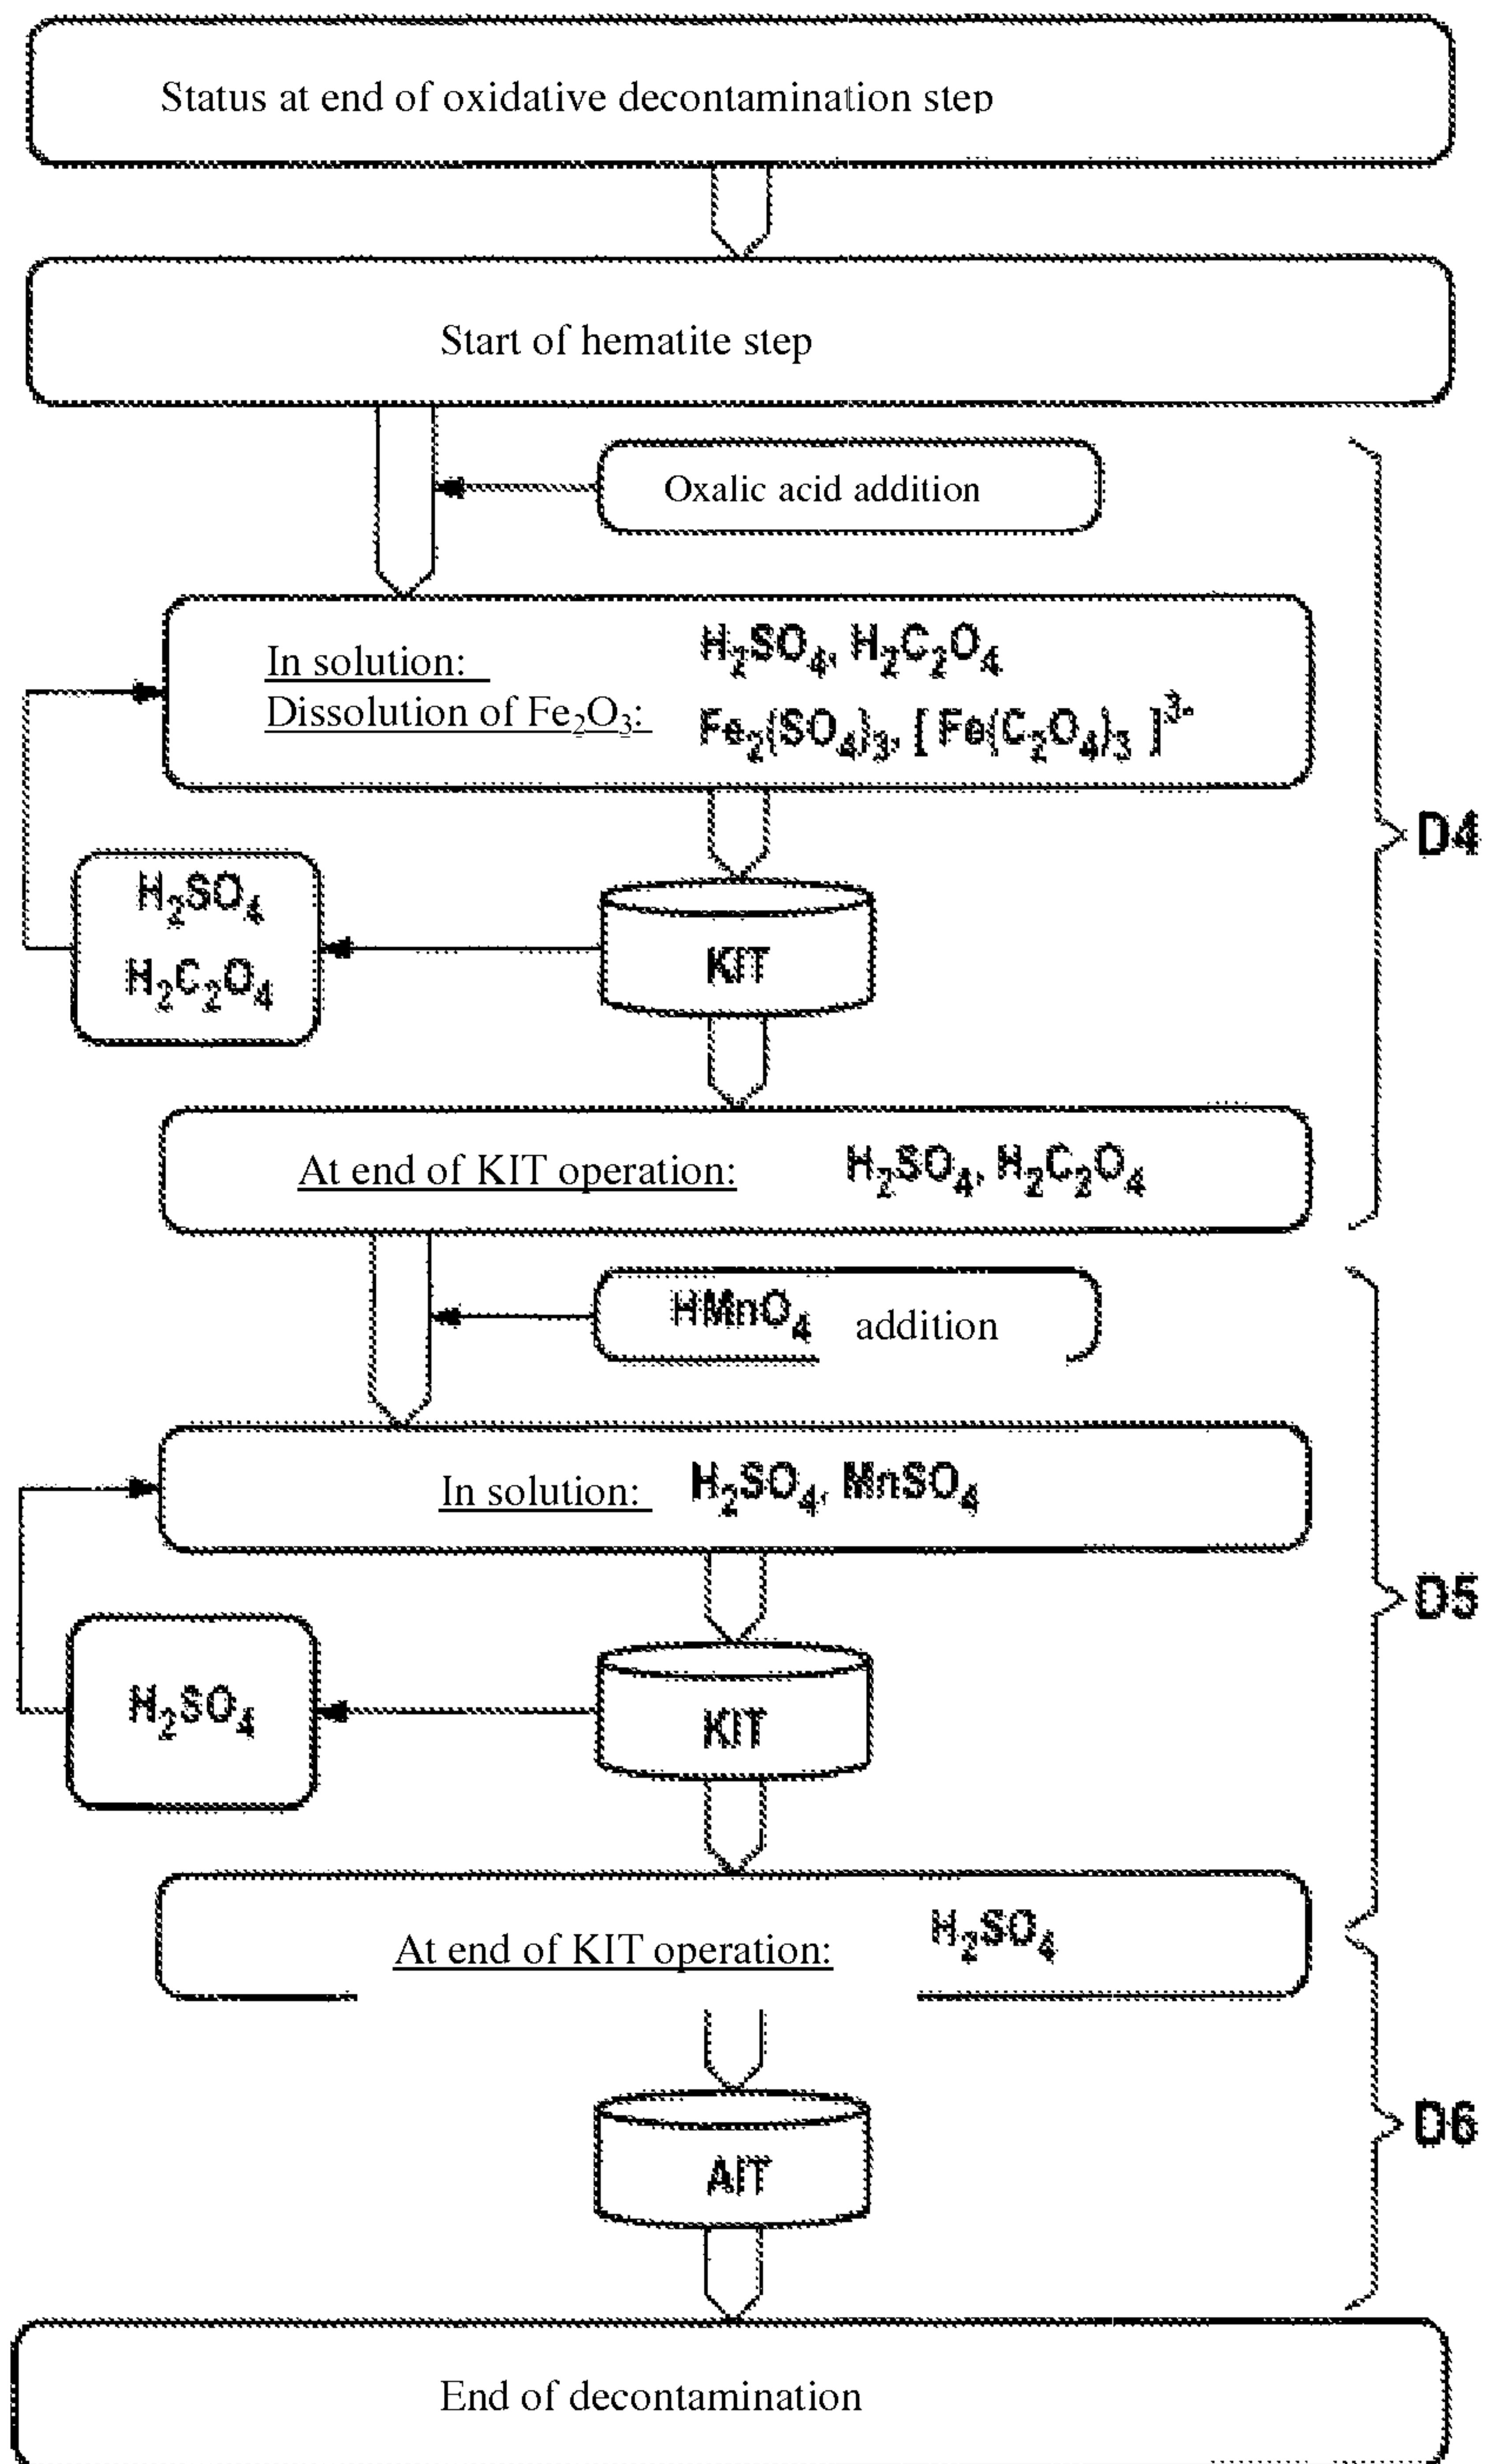 Status at end of oxidative decontamination step
Start of hematite step
Oxalic acid addition
In solution: H₂SO₄, H₂C₂O₄
Dissolution of Fe₂O₃: Fe₂(SO₄)₃, [ Fe(C₂O₄)₃ ]³⁻
D4
H₂SO₄
H₂C₂O₄
KIT
At end of KIT operation: H₂SO₄, H₂C₂O₄
HMnO₄ addition
In solution: H₂SO₄, MnSO₄
D5
H₂SO₄
KIT
At end of KIT operation: H₂SO₄
AIT
D6
End of decontamination